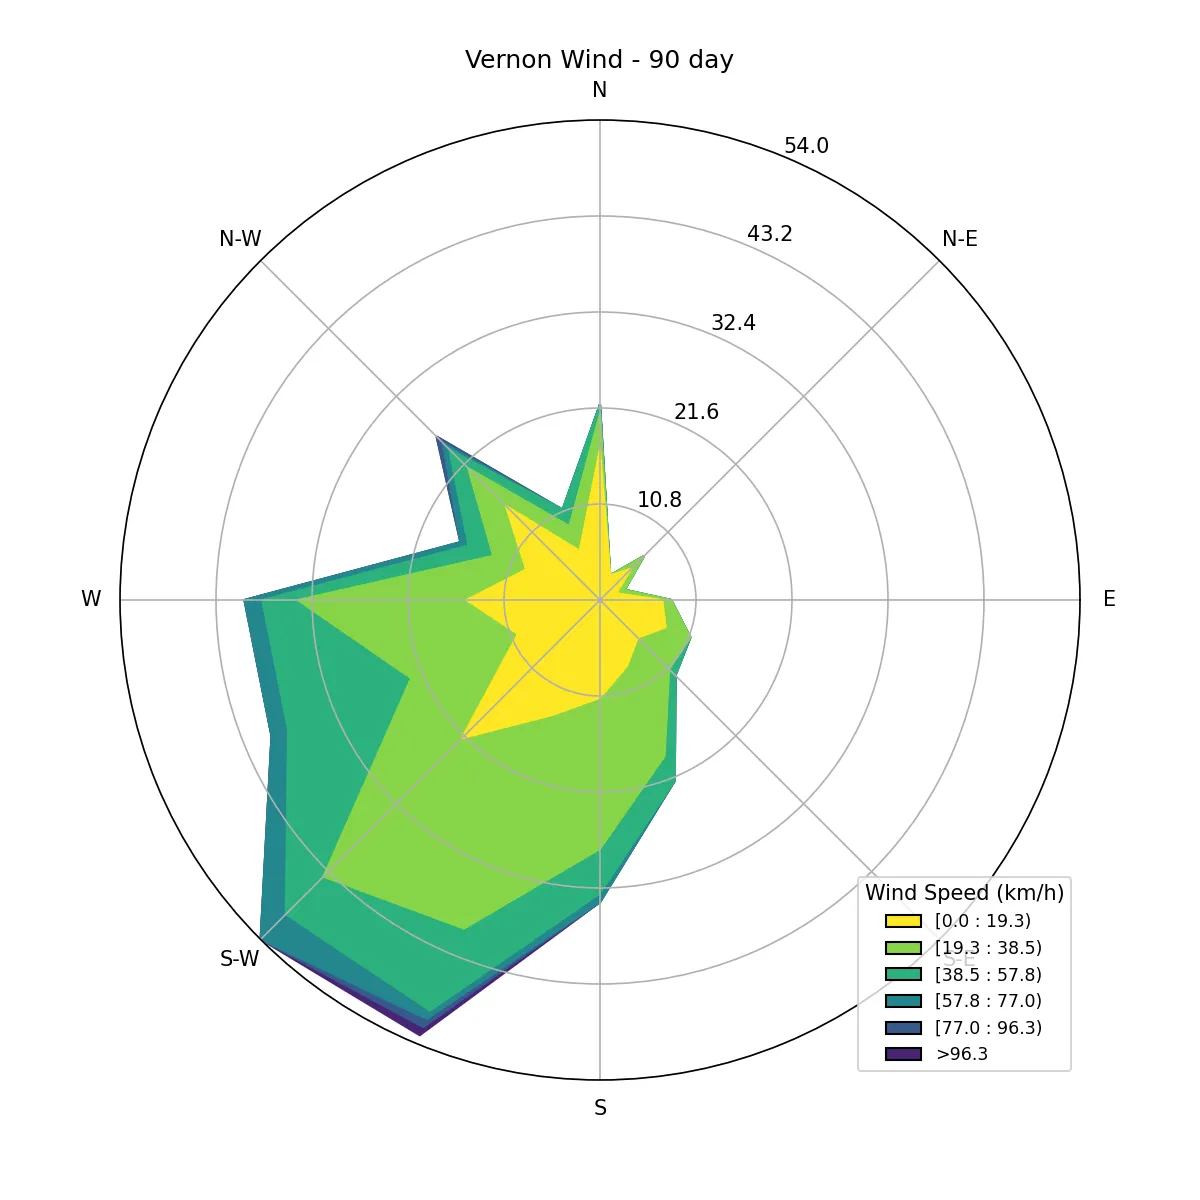 Vernon Wind - 90 day
N
54.0
N-W
43.2
N-E
32.4
21.6
10.8
W
E
S-W
S-E
S
Wind Speed (km/h)
[0.0 : 19.3)
[19.3 : 38.5)
[38.5 : 57.8)
[57.8 : 77.0)
[77.0 : 96.3)
>96.3